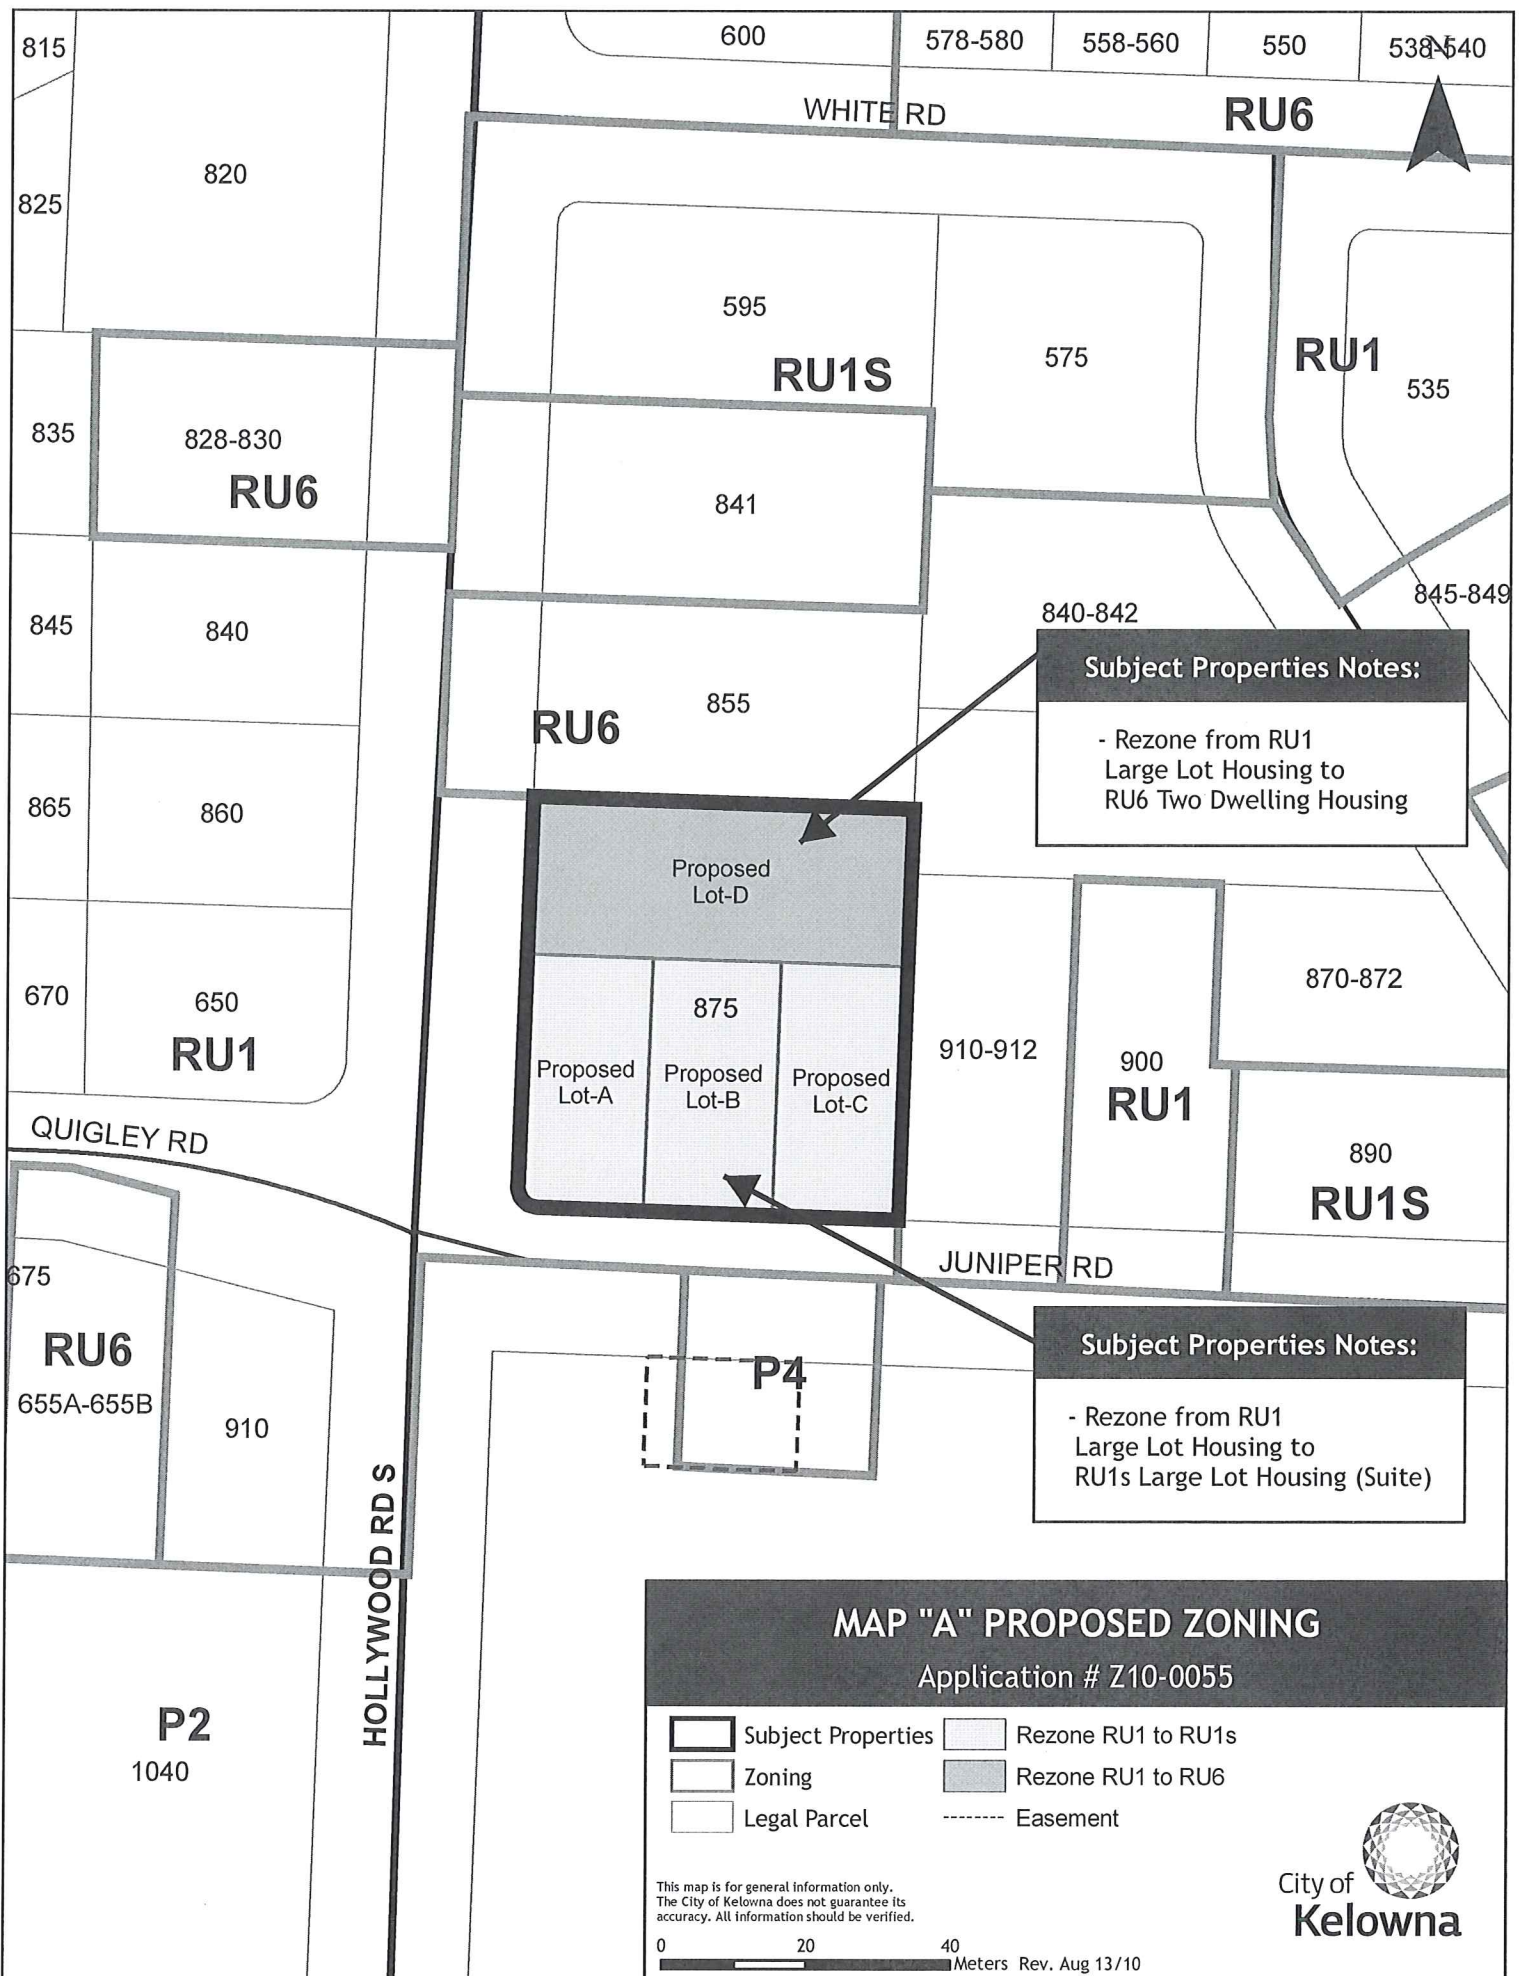 815
600
578-580
558-560
550
538-540
N
WHITE RD
RU6
820
825
595
575
RU1S
RU1
535
835
828-830
RU6
841
845
840
840-842
845-849
Subject Properties Notes:
- Rezone from RU1
Large Lot Housing to
RU6 Two Dwelling Housing
855
RU6
865
860
Proposed
Lot-D
670
650
RU1
875
Proposed
Lot-A
Proposed
Lot-B
Proposed
Lot-C
910-912
900
RU1
870-872
890
RU1S
QUIGLEY RD
JUNIPER RD
675
RU6
655A-655B
910
P4
Subject Properties Notes:
- Rezone from RU1
Large Lot Housing to
RU1s Large Lot Housing (Suite)
HOLLYWOOD RD S
P2
1040
MAP "A" PROPOSED ZONING
Application # Z10-0055
Subject Properties
Rezone RU1 to RU1s
Zoning
Rezone RU1 to RU6
Legal Parcel
Easement
This map is for general information only.
The City of Kelowna does not guarantee its
accuracy. All information should be verified.
0 20 40
Meters Rev. Aug 13/10
City of
Kelowna